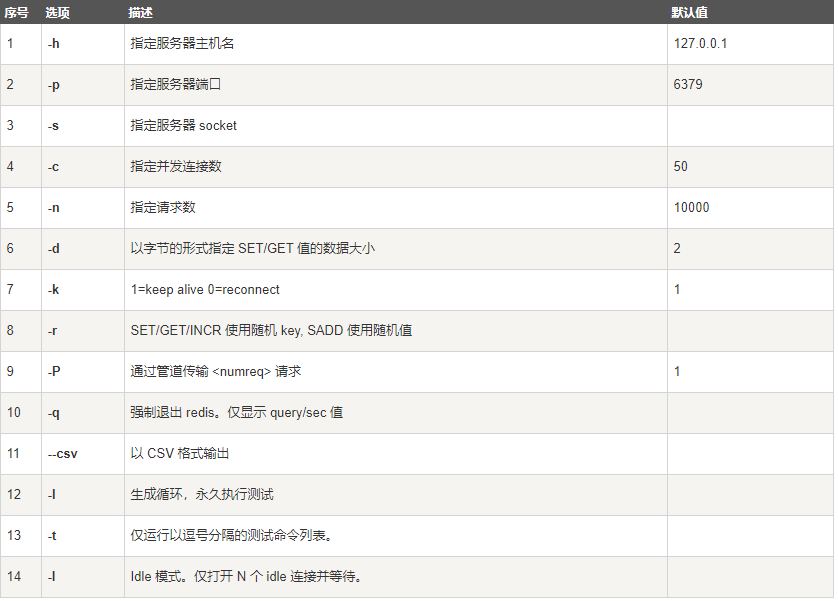 序号 选项 描述 默认值
1 -h 指定服务器主机名 127.0.0.1
2 -p 指定服务器端口 6379
3 -s 指定服务器 socket
4 -c 指定并发连接数 50
5 -n 指定请求数 10000
6 -d 以字节的形式指定 SET/GET 值的数据大小 2
7 -k 1=keep alive 0=reconnect 1
8 -r SET/GET/INCR 使用随机 key, SADD 使用随机值
9 -P 通过管道传输 <numreq> 请求 1
10 -q 强制退出 redis。仅显示 query/sec 值
11 --csv 以 CSV 格式输出
12 -l 生成循环，永久执行测试
13 -t 仅运行以逗号分隔的测试命令列表。
14 -I Idle 模式。仅打开 N 个 idle 连接并等待。